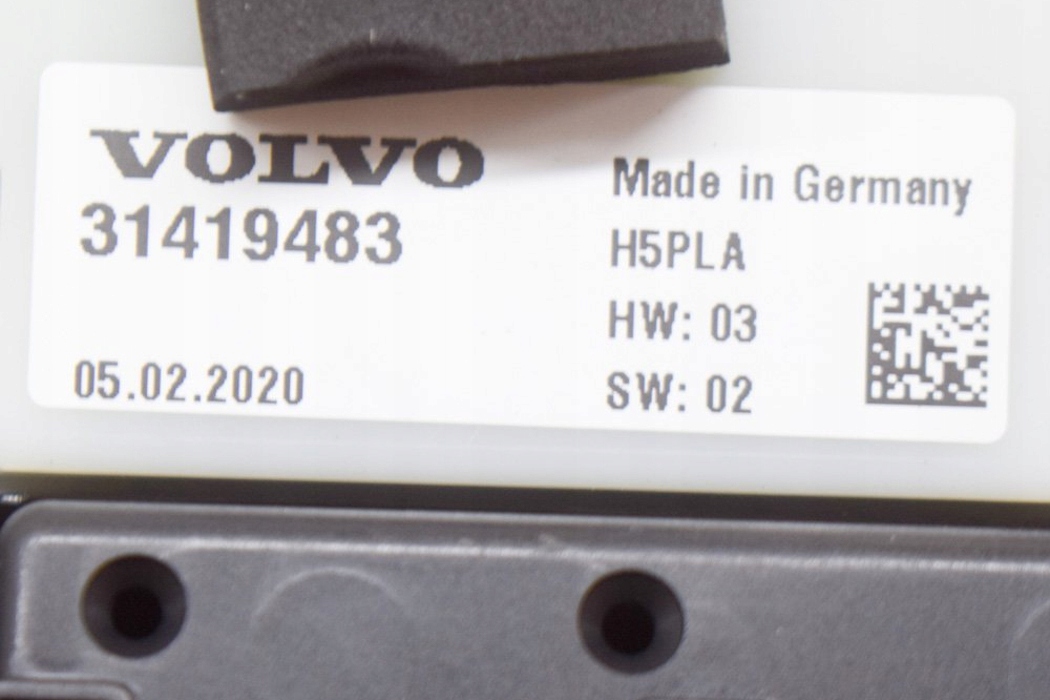 VOLVO
31419483
05.02.2020
Made in Germany
H5PLA
HW: 03
SW: 02